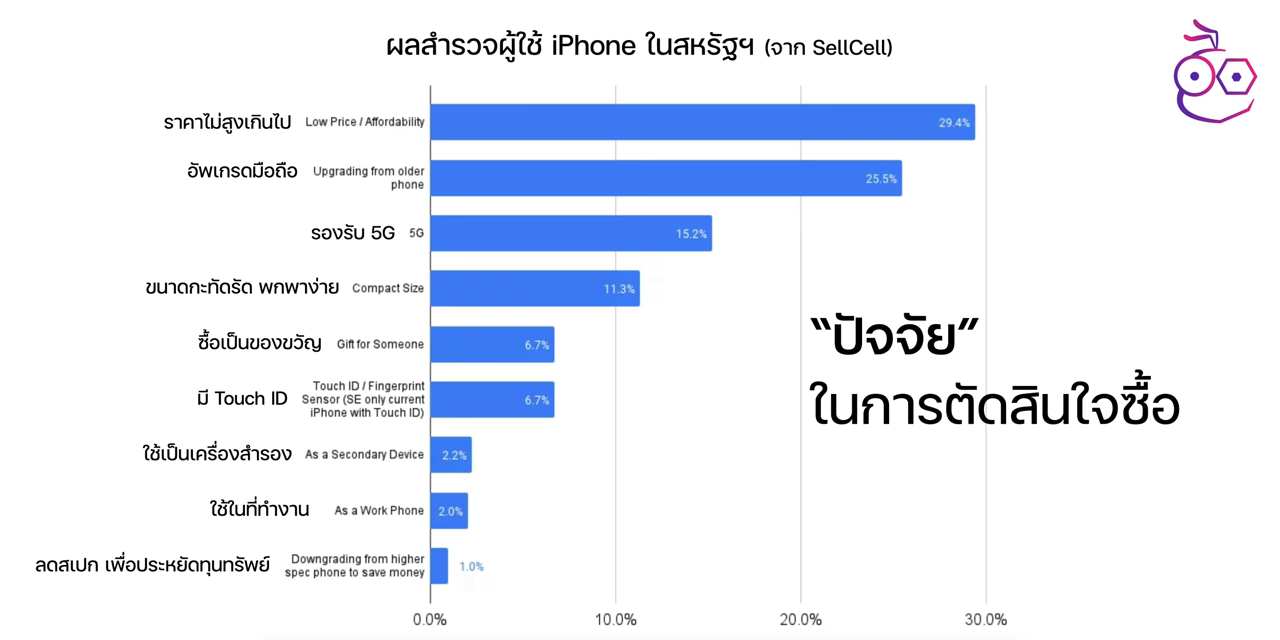 ผลสำรวจผู้ใช้ iPhone ในสหรัฐฯ (จาก SellCell)
ราคาไม่สูงเกินไป Low Price / Affordability 29.4%
อัพเกรดมือถือ Upgrading from older
phone 25.5%
รองรับ 5G 5G 15.2%
ขนาดกะทัดรัด พกพาง่าย Compact Size 11.3%
ซื้อเป็นของขวัญ Gift for Someone 6.7%
มี Touch ID Touch ID / Fingerprint
Sensor (SE only current
iPhone with Touch ID) 6.7%
ใช้เป็นเครื่องสำรอง As a Secondary Device 2.2%
ใช้ในที่ทำงาน As a Work Phone 2.0%
ลดสเปก เพื่อประหยัดทุนทรัพย์ Downgrading from higher
spec phone to save money 1.0%
0.0% 10.0% 20.0% 30.0%
“ปัจจัย”
ในการตัดสินใจซื้อ